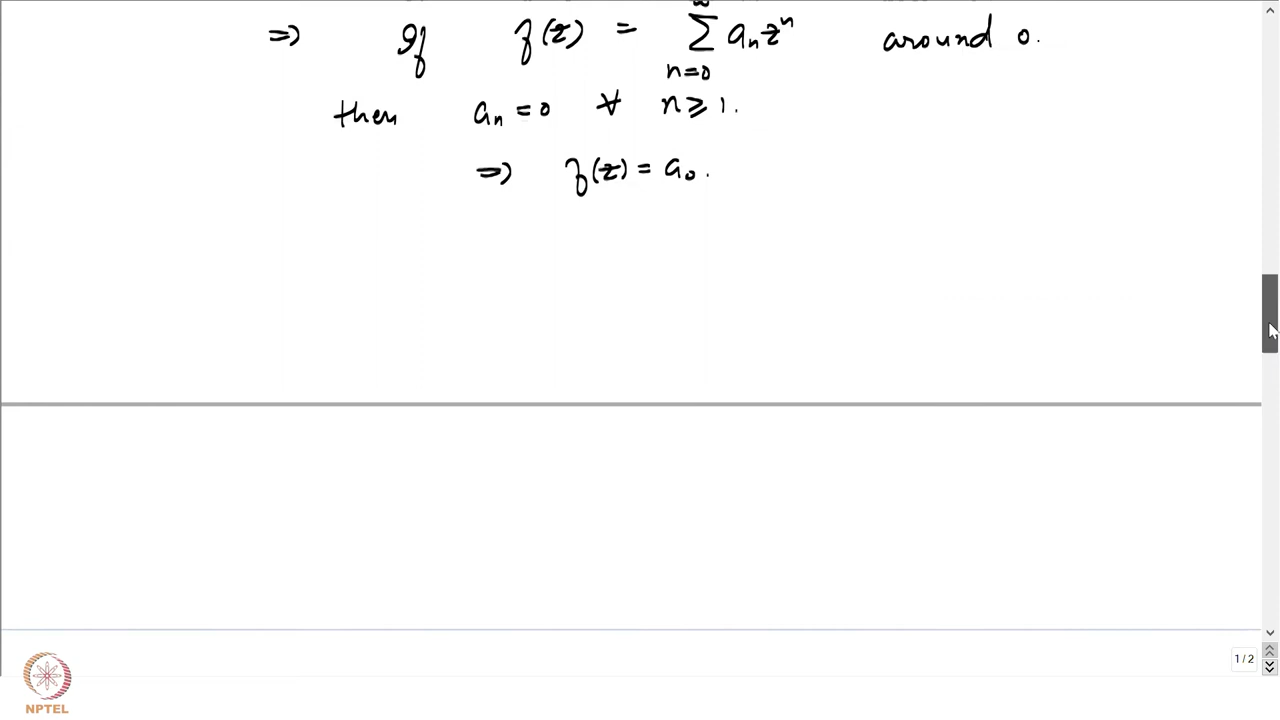 ⇒ If f(z) = ∑_{n=0}^{∞} a_n z^n around 0.
then a_n = 0 ∀ n ≥ 1.
⇒ f(z) = a_0.
1 / 2
NPTEL